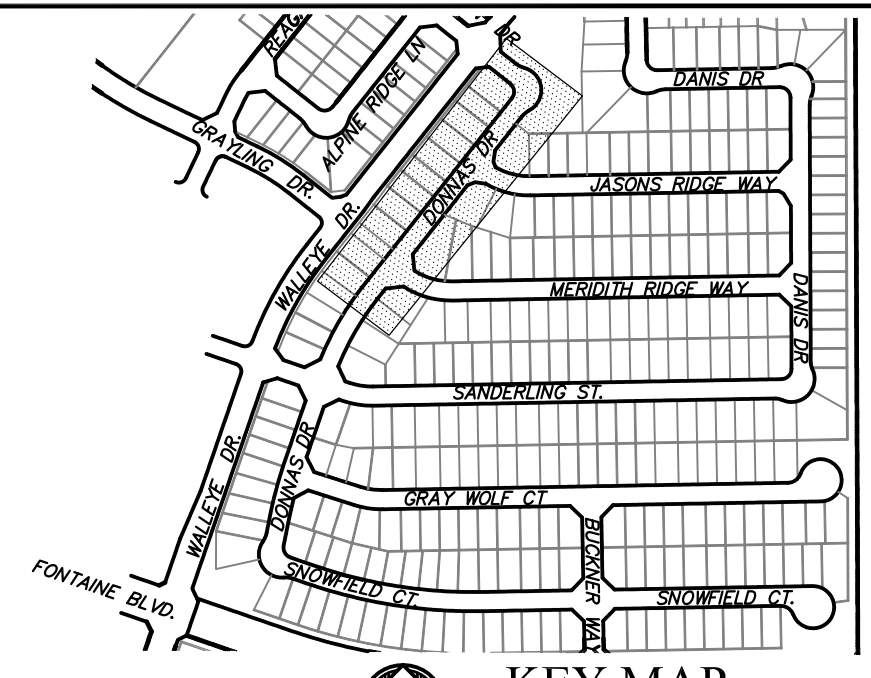 REAG
DR
ALPINE RIDGE LN
DANIS DR
GRAYLING DR.
DONNAS DR
JASONS RIDGE WAY
WALLEYE DR.
MERIDITH RIDGE WAY
DANIS DR
SANDERLING ST.
WALLEYE DR.
DONNAS DR
GRAY WOLF CT
BUCKNER WAY
FONTAINE BLVD.
SNOWFIELD CT.
SNOWFIELD CT.
KEY MAP